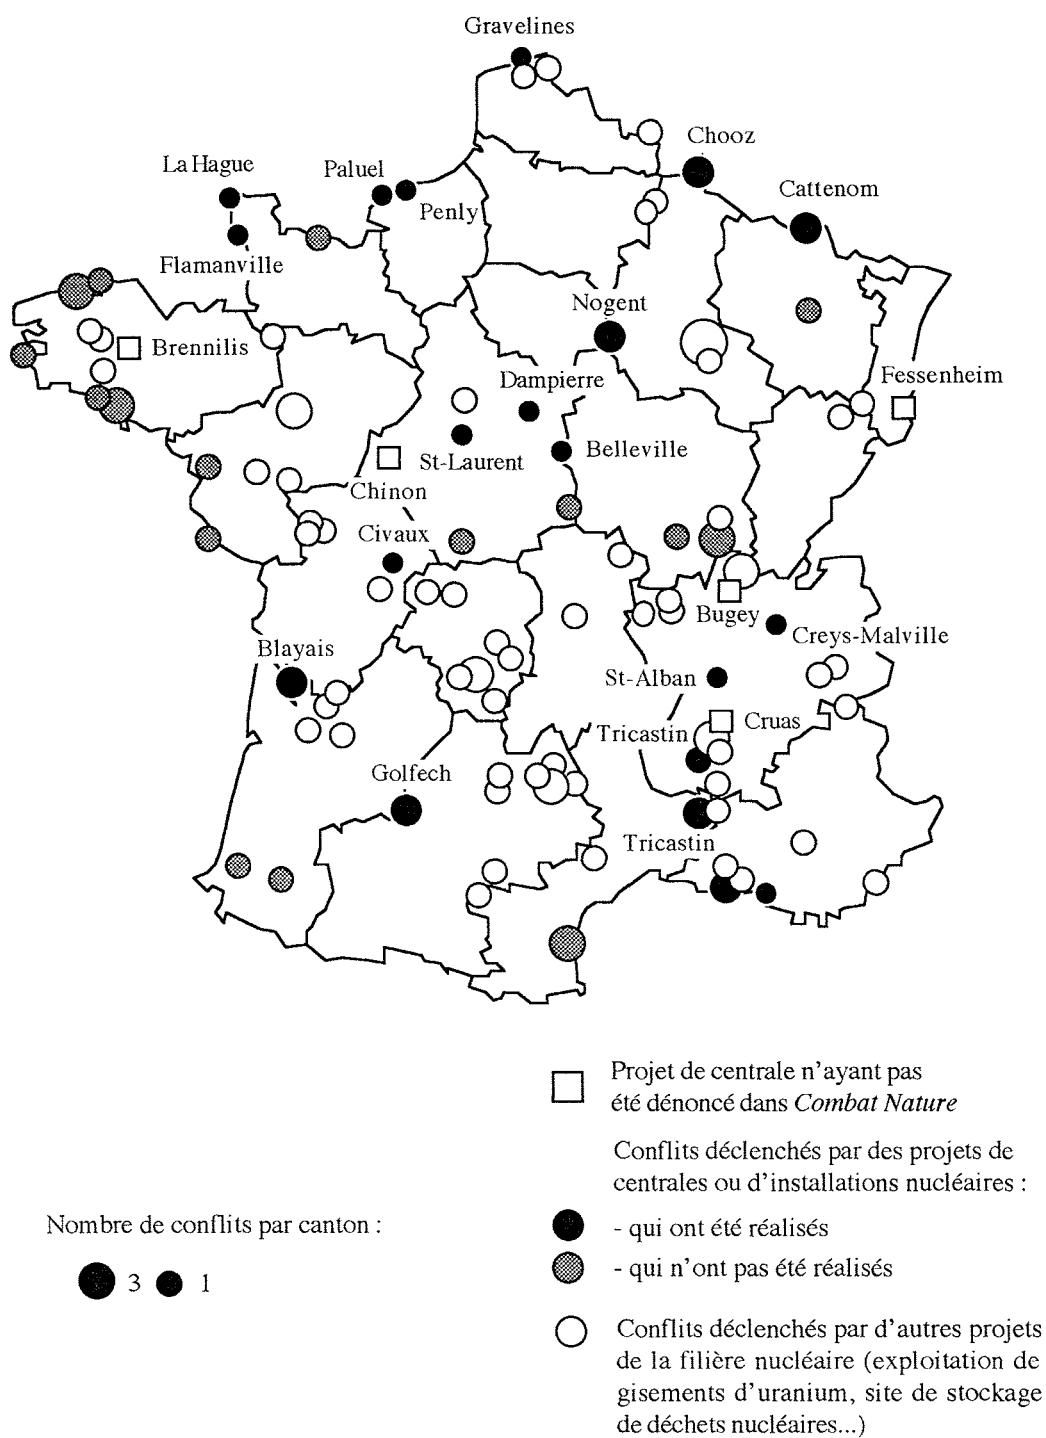 Gravelines
Chooz
La Hague
Paluel
Cattenom
Penly
Flamanville
Nogent
Brennilis
Dampierre
Fessenheim
Belleville
St-Laurent
Chinon
Civaux
Bugey
Creys-Malville
Blayais
St-Alban
Cruas
Tricastin
Golfech
Tricastin
Projet de centrale n'ayant pas
été dénoncé dans Combat Nature
Conflits déclenchés par des projets de
centrales ou d'installations nucléaires :
Nombre de conflits par canton :
- qui ont été réalisés
- qui n'ont pas été réalisés
3 1
Conflits déclenchés par d'autres projets
de la filière nucléaire (exploitation de
gisements d'uranium, site de stockage
de déchets nucléaires...)